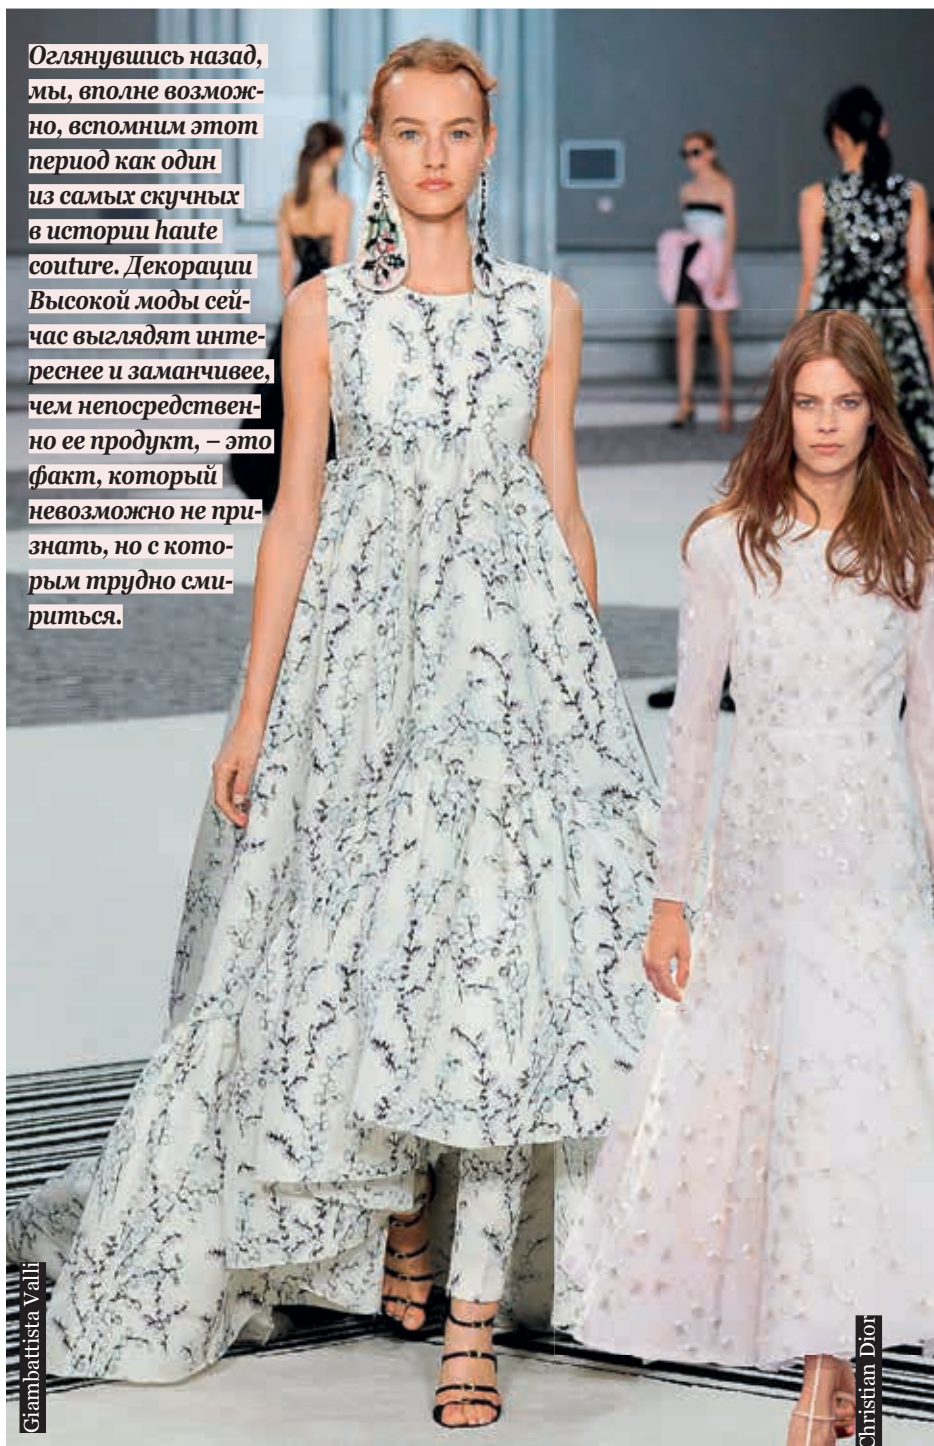 Оглянувшись назад,
мы, вполне возмож-
но, вспомним этот
период как один
из самых скучных
в истории haute
couture. Декорации
Высокой моды сей-
час выглядят инте-
реснее и заманчивее,
чем непосредствен-
но ее продукт, – это
факт, который
невозможно не при-
знать, но с кото-
рым трудно сми-
риться.
Giambattista Valli
Christian Dior